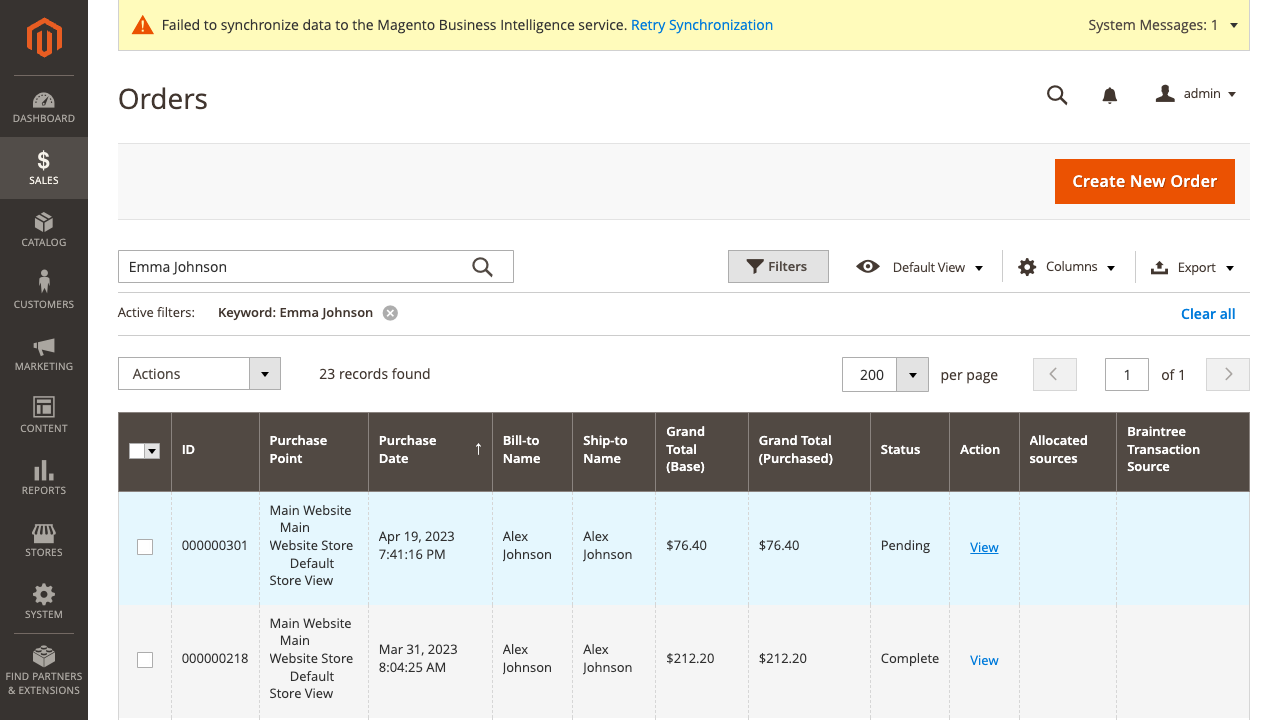 Failed to synchronize data to the Magento Business Intelligence service. Retry Synchronization
System Messages: 1
DASHBOARD
SALES
CATALOG
CUSTOMERS
MARKETING
CONTENT
REPORTS
STORES
SYSTEM
FIND PARTNERS
& EXTENSIONS
Orders
admin
Create New Order
Emma Johnson
Filters
Default View
Columns
Export
Active filters:
Keyword: Emma Johnson
Clear all
Actions
23 records found
200
per page
1
of 1
ID
Purchase
Point
Purchase
Date
Bill-to
Name
Ship-to
Name
Grand
Total
(Base)
Grand Total
(Purchased)
Status
Action
Allocated
sources
Braintree
Transaction
Source
000000301
Main Website
Main
Website Store
Default
Store View
Apr 19, 2023
7:41:16 PM
Alex
Johnson
Alex
Johnson
$76.40
$76.40
Pending
View
000000218
Main Website
Main
Website Store
Default
Store View
Mar 31, 2023
8:04:25 AM
Alex
Johnson
Alex
Johnson
$212.20
$212.20
Complete
View